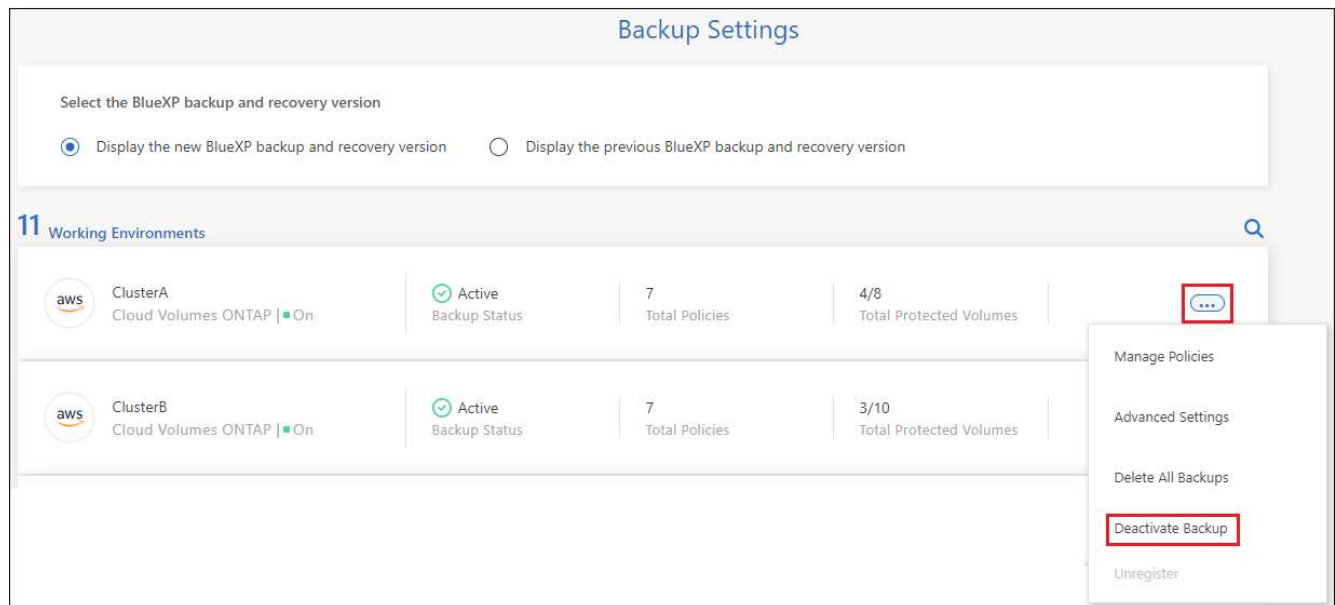 Backup Settings
Select the BlueXP backup and recovery version
Display the new BlueXP backup and recovery version Display the previous BlueXP backup and recovery version
11 Working Environments
aws ClusterA Active 7 4/8 ...
Cloud Volumes ONTAP | On Backup Status Total Policies Total Protected Volumes
Manage Policies
aws ClusterB Active 7 3/10
Cloud Volumes ONTAP | On Backup Status Total Policies Total Protected Volumes
Advanced Settings
Delete All Backups
Deactivate Backup
Unregister